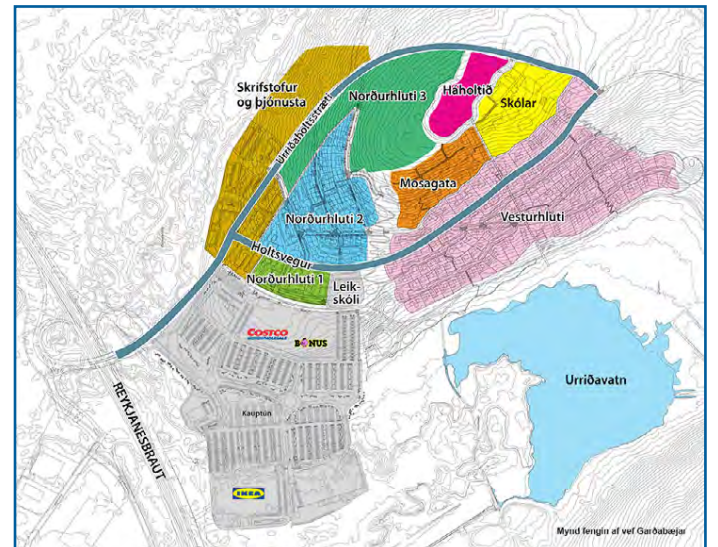 Skrifstofur
og þjónusta
Urriðaholtsstræti
Norðurhluti 3
Háholtið
Skólar
Mosagata
Norðurhluti 2
Vesturhluti
Holtsvegur
Norðurhluti 1
Leik-
skóli
COSTCO
BÓNUS
Urriðavatn
Kauptún
REYKJANESBRAUT
IKEA
Mynd fengin af vef Garðabæjar